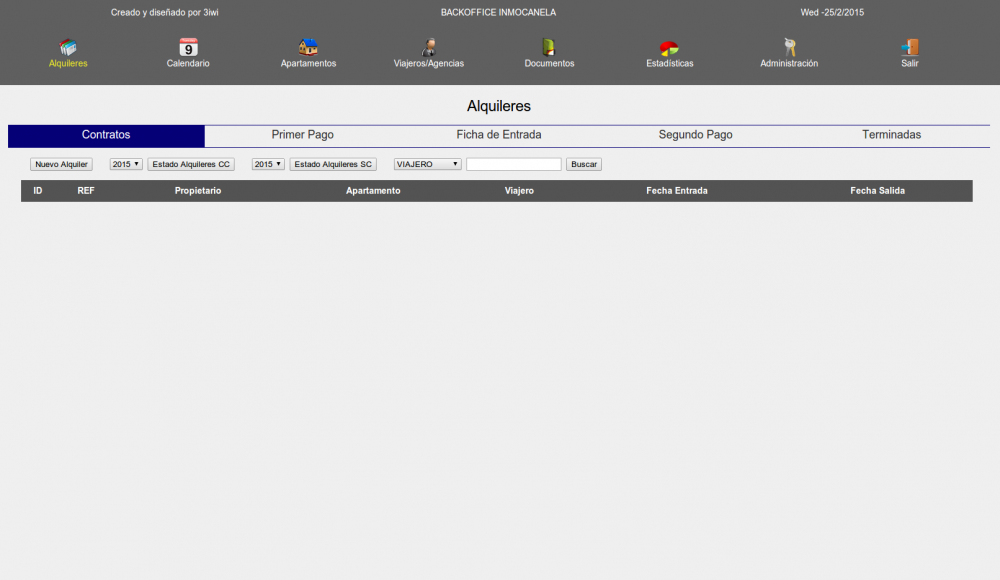 Creado y diseñado por 3iwi BACKOFFICE INMOCANELA Wed -25/2/2015
9
Alquileres Calendario Apartamentos Viajeros/Agencias Documentos Estadísticas Administración Salir
Alquileres
Contratos Primer Pago Ficha de Entrada Segundo Pago Terminadas
Nuevo Alquiler 2015 Estado Alquileres CC 2015 Estado Alquileres SC VIAJERO Buscar
ID REF Propietario Apartamento Viajero Fecha Entrada Fecha Salida